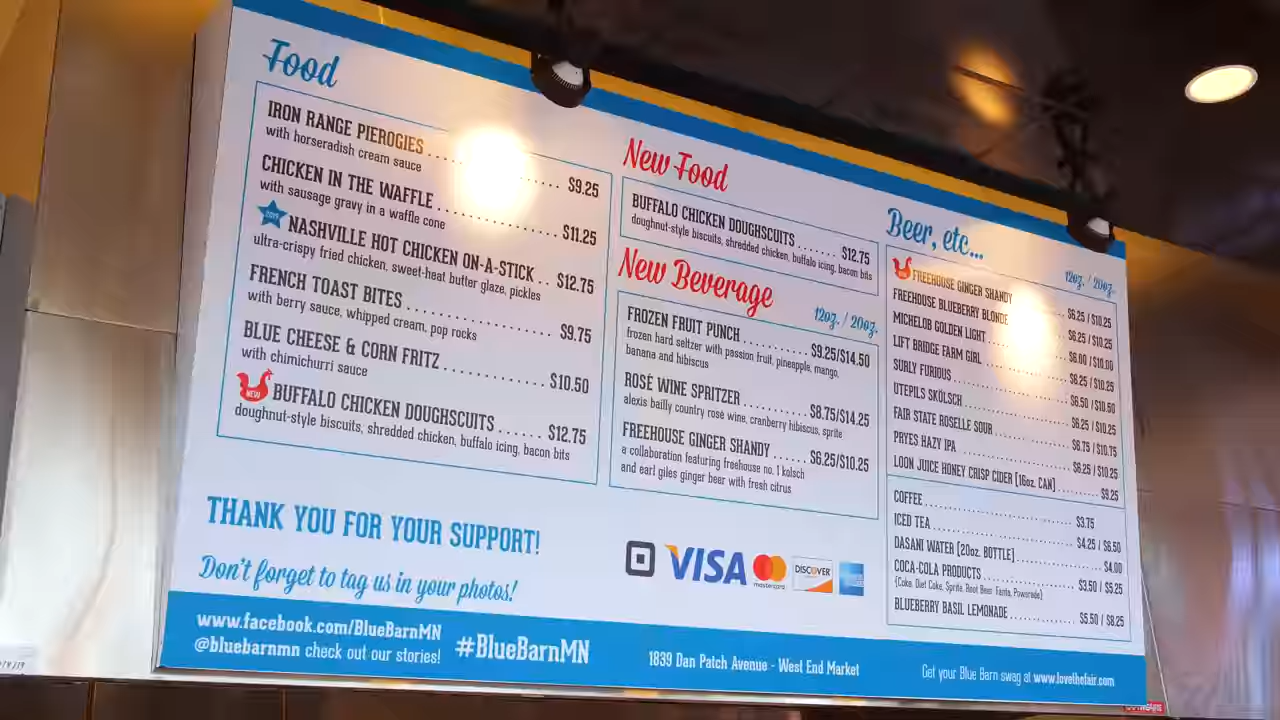 Food
IRON RANGE PIEROGIES ..... $9.25
with horseradish cream sauce
CHICKEN IN THE WAFFLE ..... $11.25
with sausage gravy in a waffle cone
2019 NASHVILLE HOT CHICKEN ON-A-STICK .. $12.75
ultra-crispy fried chicken, sweet-heat butter glaze, pickles
FRENCH TOAST BITES ..... $9.75
with berry sauce, whipped cream, pop rocks
BLUE CHEESE & CORN FRITZ ..... $10.50
with chimichurri sauce
NEW BUFFALO CHICKEN DOUGHSCUITS ...... $12.75
doughnut-style biscuits, shredded chicken, buffalo icing, bacon bits
THANK YOU FOR YOUR SUPPORT!
Don't forget to tag us in your photos!
New Food
BUFFALO CHICKEN DOUGHSCUITS ...... $12.75
doughnut-style biscuits, shredded chicken, buffalo icing, bacon bits
New Beverage
12oz. / 20oz.
FROZEN FRUIT PUNCH .......... $9.25/$14.50
frozen hard seltzer with passion fruit, pineapple, mango,
banana and hibiscus
ROSÉ WINE SPRITZER .......... $8.75/$14.25
alexis bailly country rosé wine, cranberry hibiscus, sprite
FREEHOUSE GINGER SHANDY ...... $6.25/$10.25
a collaboration featuring freehouse no. 1 kolsch
and earl giles ginger beer with fresh citrus
VISA
mastercard
DISCOVER
Beer, etc...
12oz. / 20oz.
FREEHOUSE GINGER SHANDY ..... $6.25 / $10.25
FREEHOUSE BLUEBERRY BLONDE ..... $6.25 / $10.25
MICHELOB GOLDEN LIGHT ..... $6.00 / $10.00
LIFT BRIDGE FARM GIRL ..... $6.25 / $10.25
SURLY FURIOUS ..... $6.50 / $10.50
UTEPILS SKÖLSCH ..... $6.25 / $10.25
FAIR STATE ROSELLE SOUR ..... $6.75 / $10.75
PRYES HAZY IPA ..... $6.25 / $10.25
LOON JUICE HONEY CRISP CIDER [16oz. CAN] ..... $9.25
COFFEE ..... $3.75
ICED TEA ..... $4.25 / $6.50
DASANI WATER [20oz. BOTTLE] ..... $4.00
COCA-COLA PRODUCTS ..... $3.50 / $5.25
(Coke, Diet Coke, Sprite, Root Beer, Fanta, Powerade)
BLUEBERRY BASIL LEMONADE ..... $5.50 / $8.25
www.facebook.com/BlueBarnMN
@bluebarnmn check out our stories!
#BlueBarnMN
1839 Dan Patch Avenue - West End Market
Get your Blue Barn swag at www.lovethefair.com